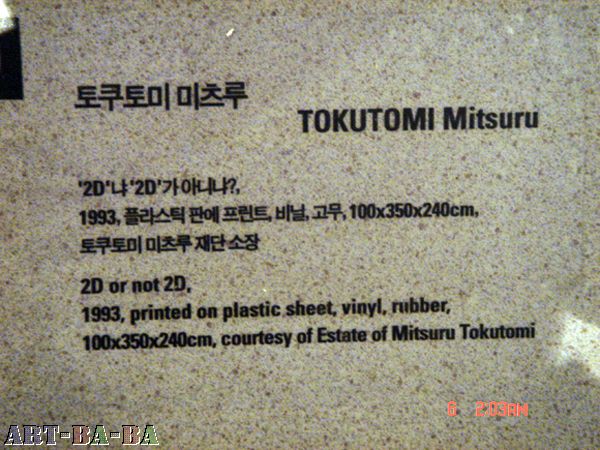 토쿠토미 미츠루
TOKUTOMI Mitsuru
'2D'냐 '2D'가 아니냐?,
1993, 플라스틱 판에 프린트, 비닐, 고무, 100x350x240cm,
토쿠토미 미츠루 재단 소장
2D or not 2D,
1993, printed on plastic sheet, vinyl, rubber,
100x350x240cm, courtesy of Estate of Mitsuru Tokutomi
6 2:03AM
ART-BA-BA